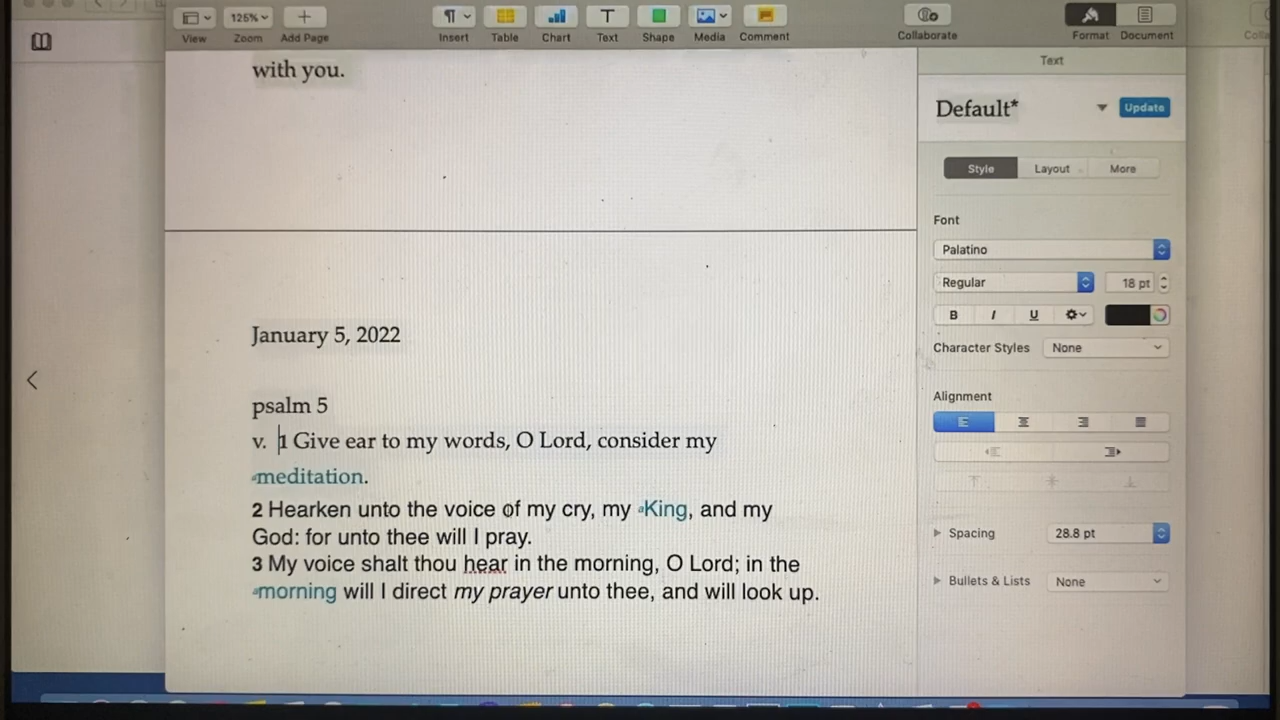 View
125%
Zoom
Add Page
Insert
Table
Chart
Text
Shape
Media
Comment
Collaborate
Format
Document
with you.
January 5, 2022
psalm 5
v. 1 Give ear to my words, O Lord, consider my
ameditation.
2 Hearken unto the voice of my cry, my aKing, and my
God: for unto thee will I pray.
3 My voice shalt thou hear in the morning, O Lord; in the
amorning will I direct my prayer unto thee, and will look up.
Text
Default*
Update
Style
Layout
More
Font
Palatino
Regular
18 pt
B I U
Character Styles
None
Alignment
Spacing
28.8 pt
Bullets & Lists
None